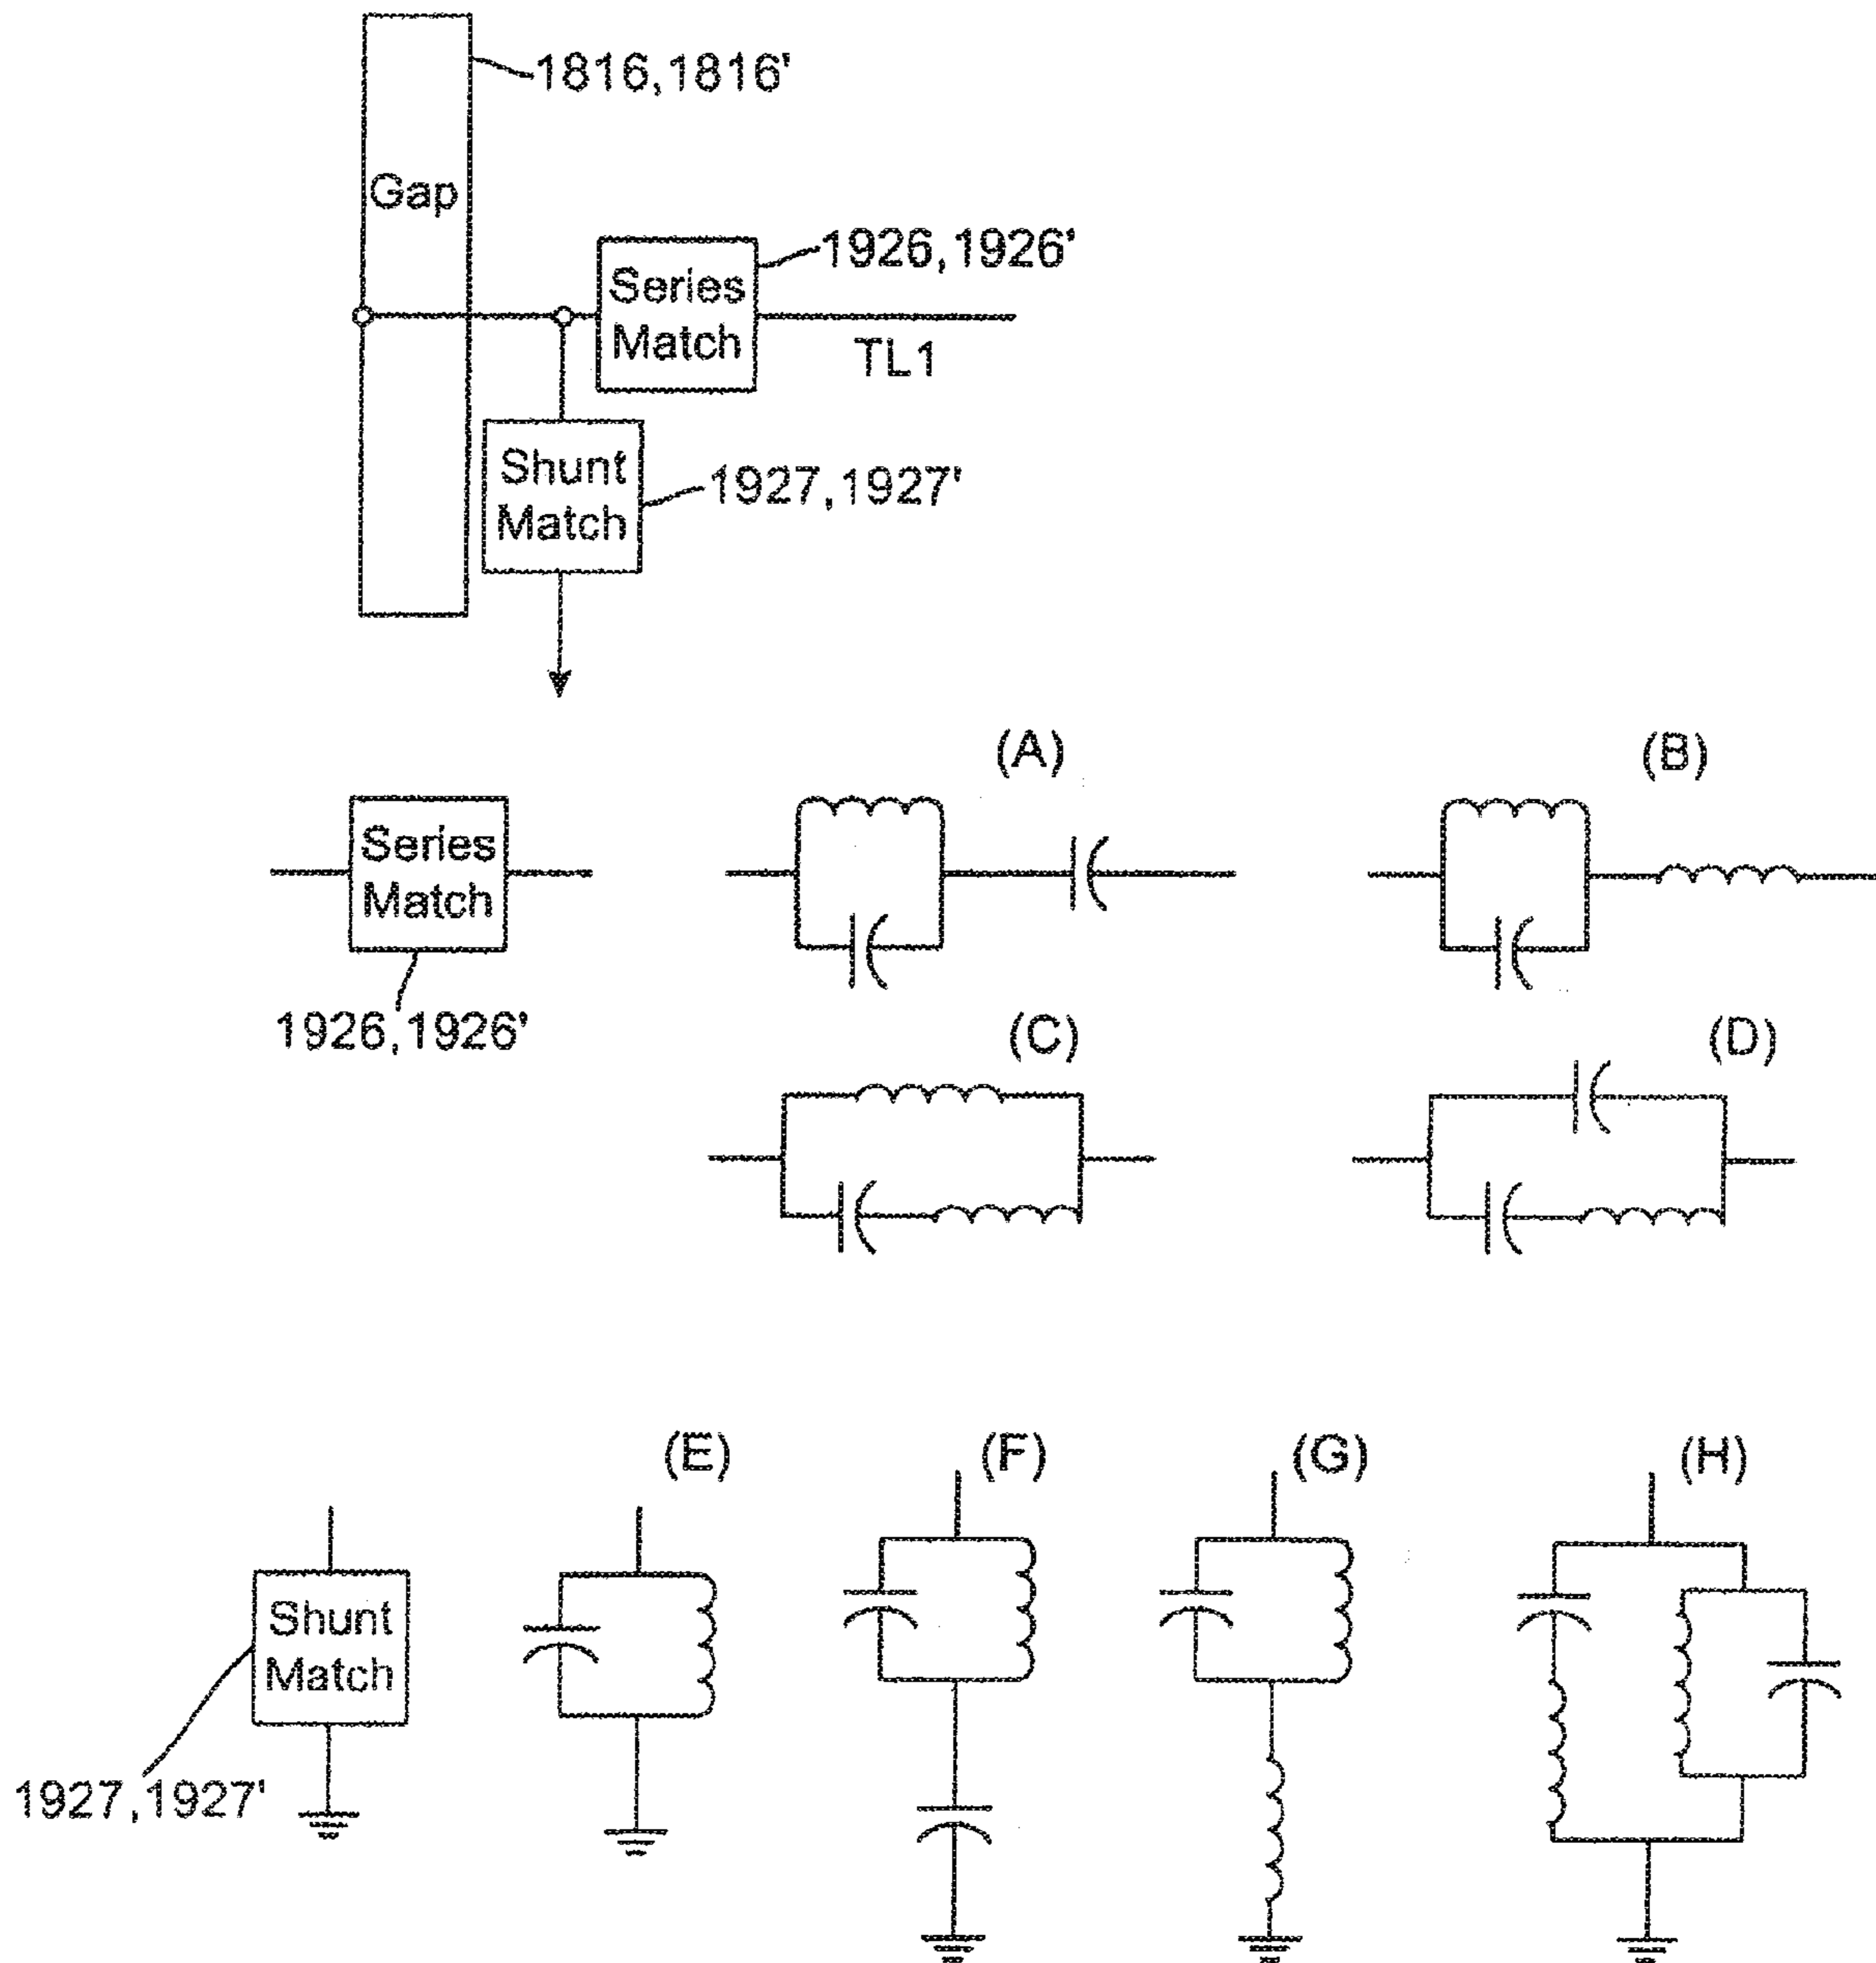 1816,1816'
Gap
1926,1926'
Series
Match
TL1
Shunt
Match
1927,1927'
(A)
(B)
Series
Match
1926,1926'
(C)
(D)
(E)
(F)
(G)
(H)
Shunt
Match
1927,1927'